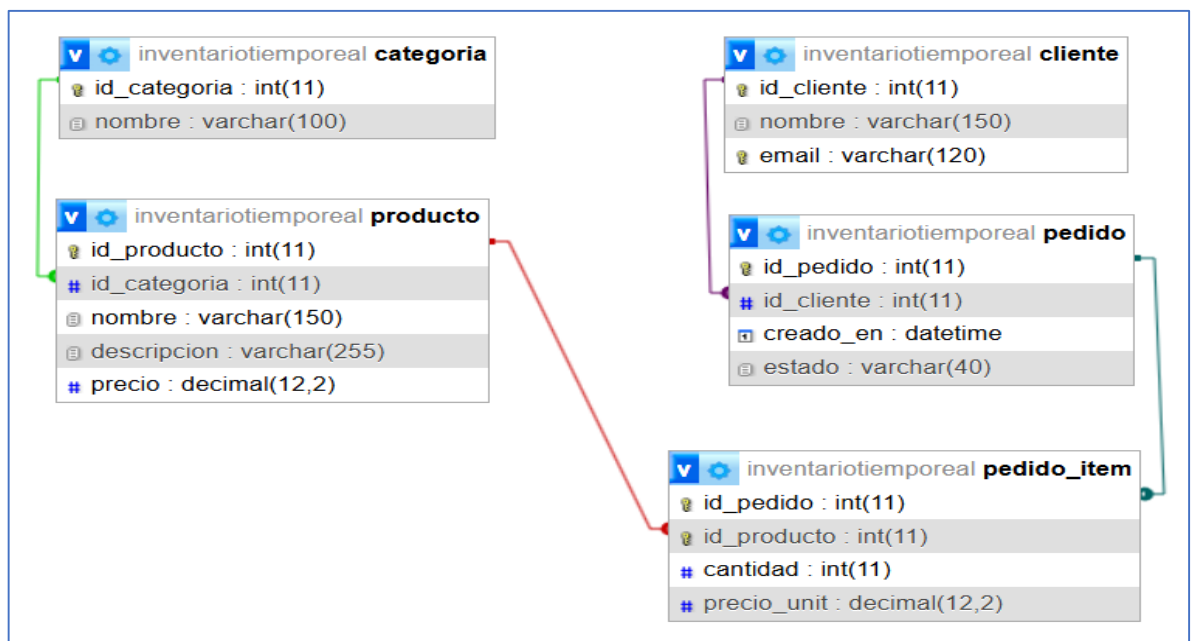 v inventariotiemporeal categoria
id_categoria : int(11)
nombre : varchar(100)
v inventariotiemporeal producto
id_producto : int(11)
# id_categoria : int(11)
nombre : varchar(150)
descripcion : varchar(255)
# precio : decimal(12,2)
v inventariotiemporeal cliente
id_cliente : int(11)
nombre : varchar(150)
email : varchar(120)
v inventariotiemporeal pedido
id_pedido : int(11)
# id_cliente : int(11)
creado_en : datetime
estado : varchar(40)
v inventariotiemporeal pedido_item
id_pedido : int(11)
id_producto : int(11)
# cantidad : int(11)
# precio_unit : decimal(12,2)